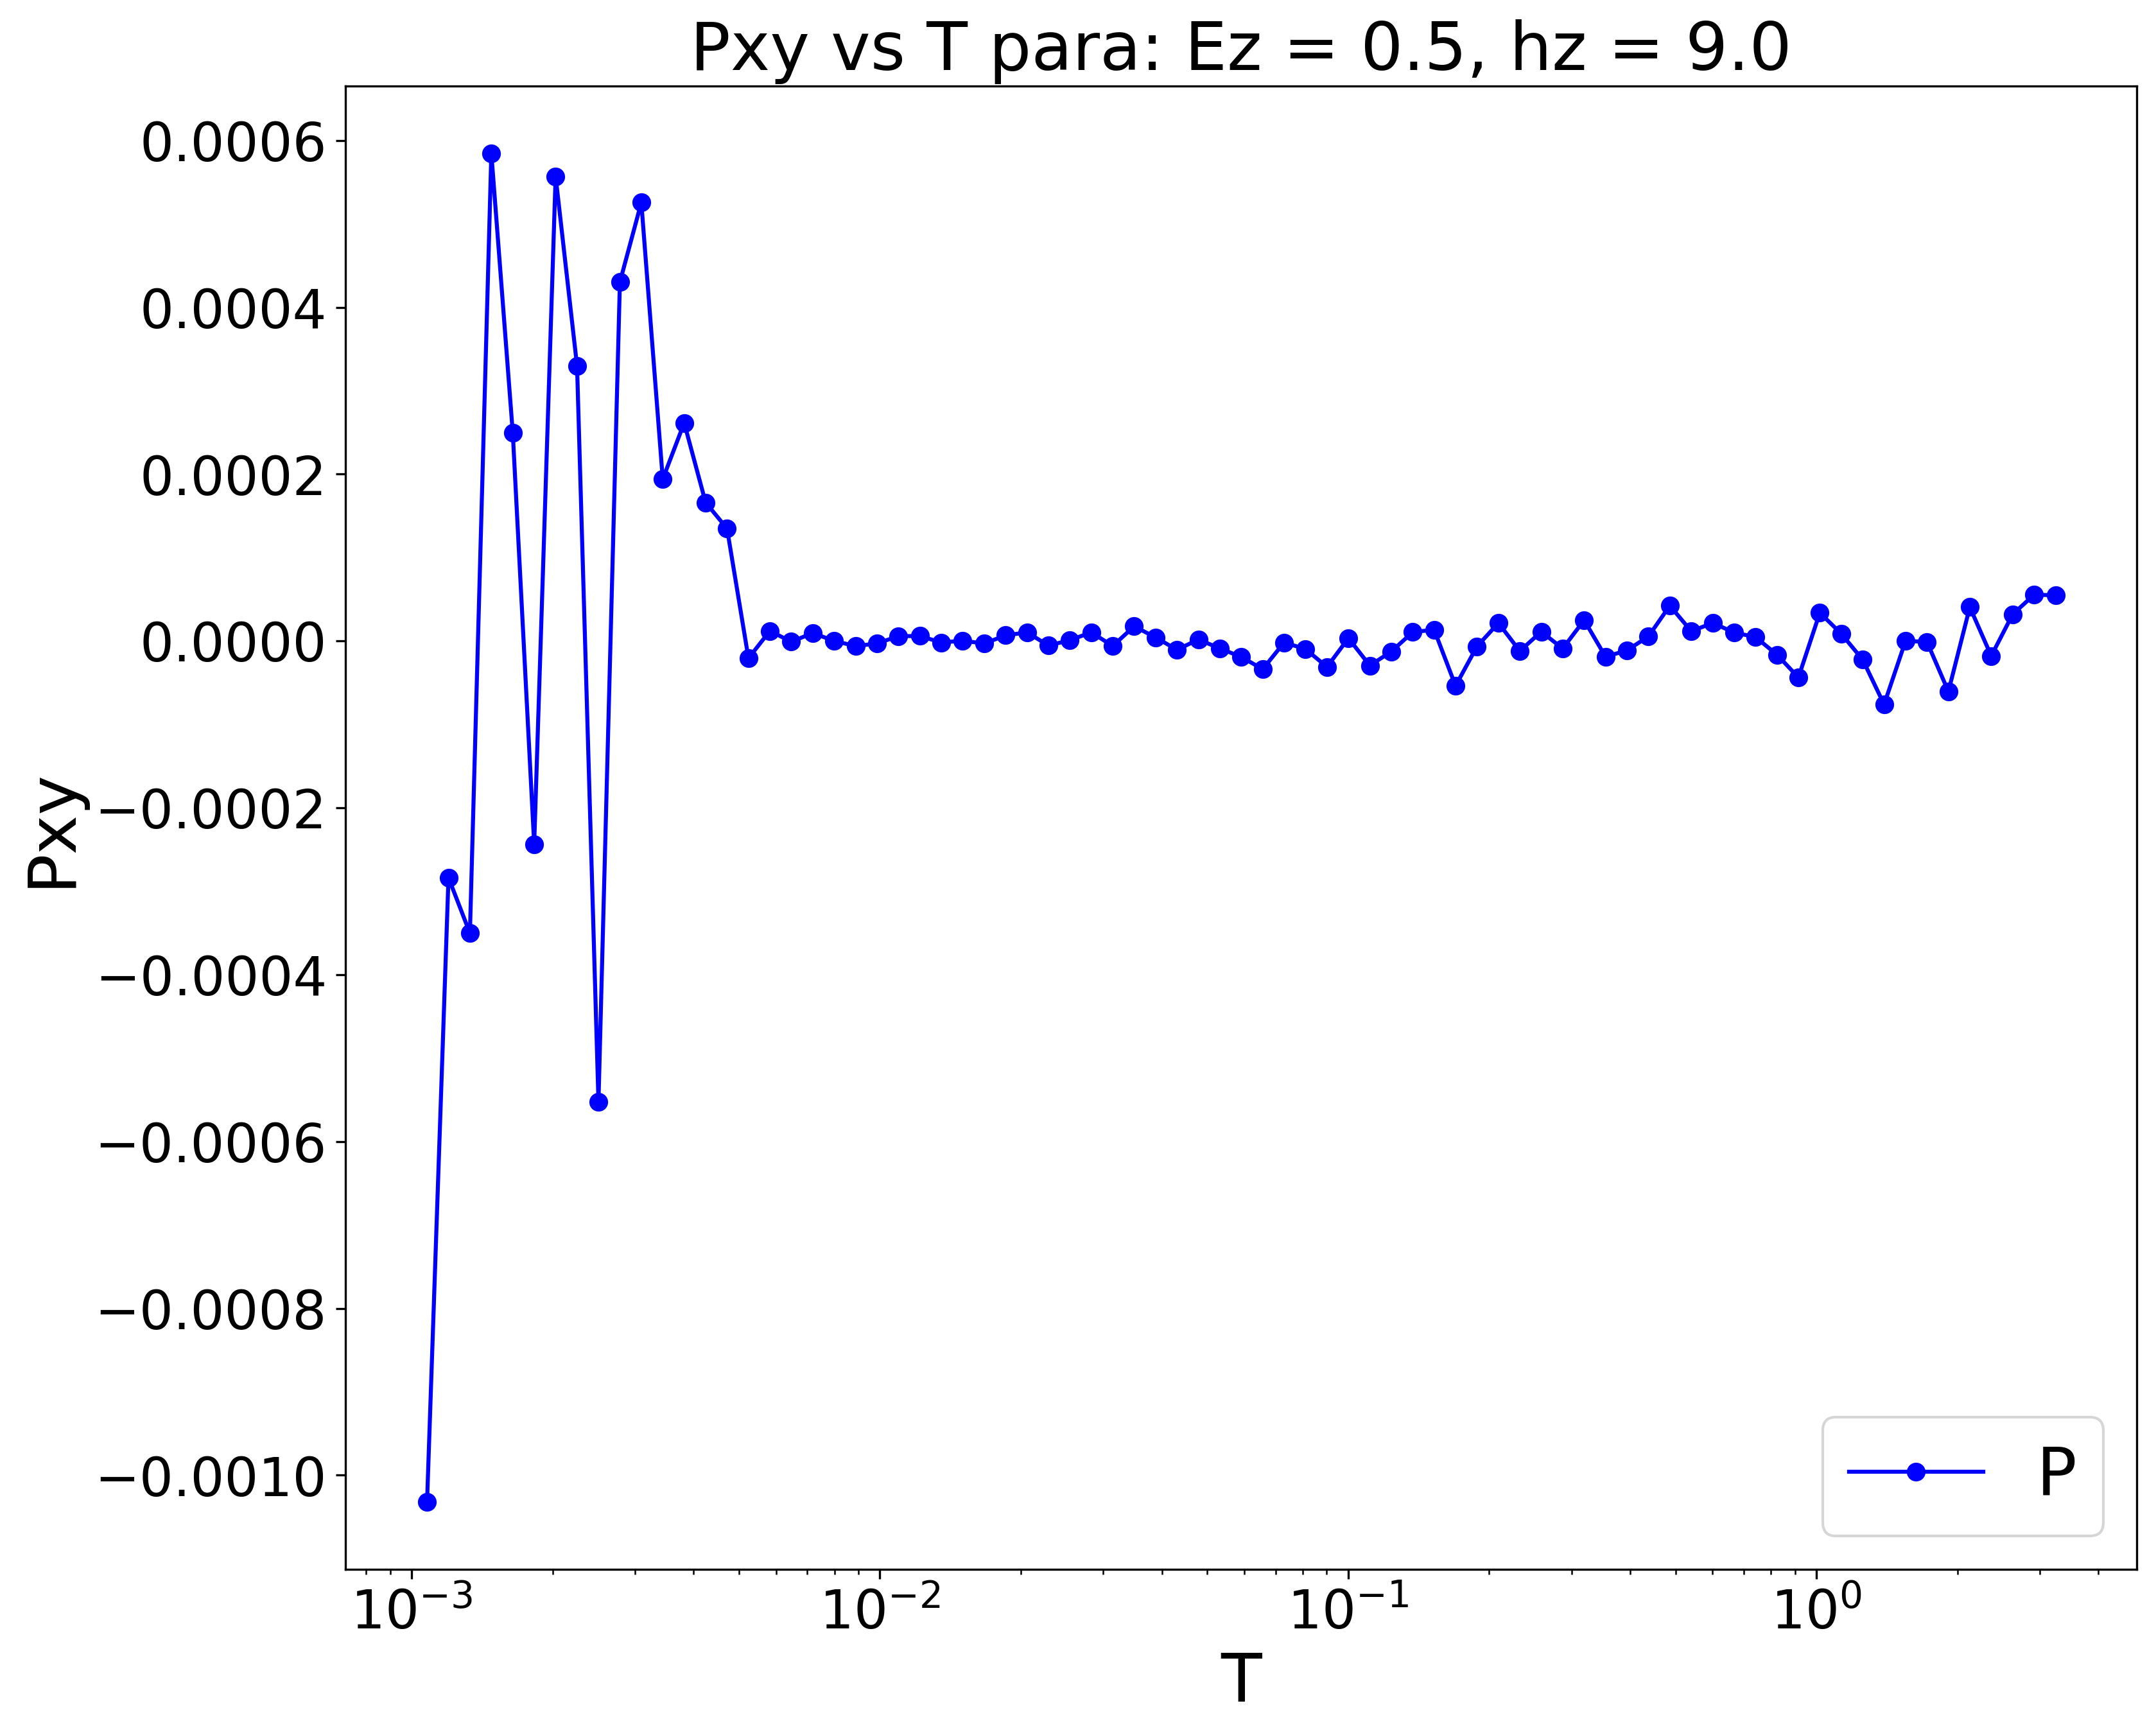 Pxy vs T para: Ez = 0.5, hz = 9.0
0.0006
0.0004
0.0002
0.0000
−0.0002
−0.0004
−0.0006
−0.0008
−0.0010
Pxy
P
10⁻³ 10⁻² 10⁻¹ 10⁰
T